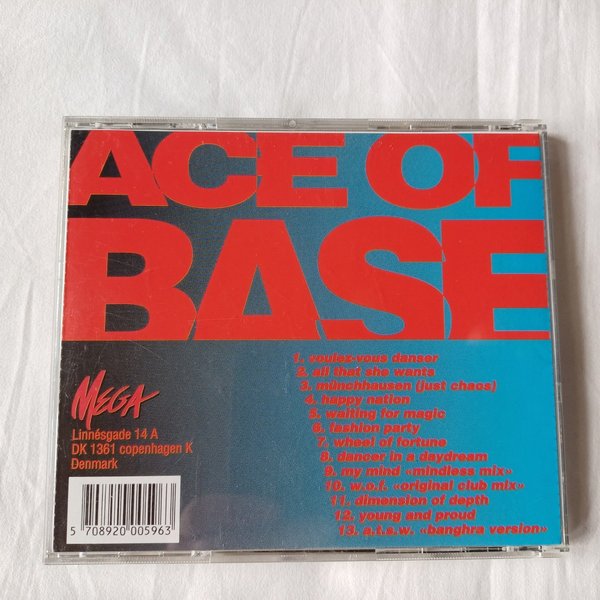 ACE OF
BASE
1. voulez-vous danser
2. all that she wants
3. münchhausen (just chaos)
4. happy nation
5. waiting for magic
6. fashion party
7. wheel of fortune
8. dancer in a daydream
9. my mind «mindless mix»
10. w.o.f. «original club mix»
11. dimension of depth
12. young and proud
13. a.t.s.w. «banghra version»
MEGA
Linnésgade 14 A
DK 1361 copenhagen K
Denmark
5 708920 005963